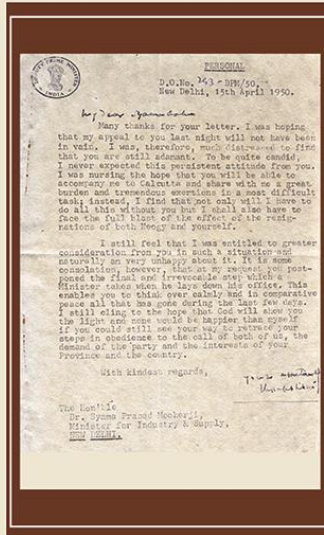 DEPUTY PRIME MINISTER
INDIA
PERSONAL
D.O.No. 243 - DPM/50,
New Delhi, 15th April 1950.
My dear
Many thanks for your letter. I was hoping
that my appeal to you last night will not have been
in vain. I was, therefore, much distressed to find
that you are still adamant. To be quite candid,
I never expected this persistent attitude from you.
I was nursing the hope that you will be able to
accompany me to Calcutta and share with me a great
burden and tremendous exertions in a most difficult
task; instead, I find that not only will I have to
do all this without you but I shall also have to
face the full blast of the effect of the resig-
nations of both Neogy and yourself.
I still feel that I was entitled to greater
consideration from you in such a situation and
naturally am very unhappy about it. It is some
consolation, however, that at my request you post-
poned the final and irrevocable step which a
Minister takes when he lays down his office. This
enables you to think over calmly and in comparative
peace all that has gone during the last few days.
I still cling to the hope that God will show you
the light and none would be happier than myself
if you could still see your way to retrace your
steps in obedience to the call of both of us, the
demand of the party and the interests of your
Province and the country.
With kindest regards,
The Hon'ble
Dr. Syama Prasad Mookerji,
Minister for Industry & Supply,
NEW DELHI.